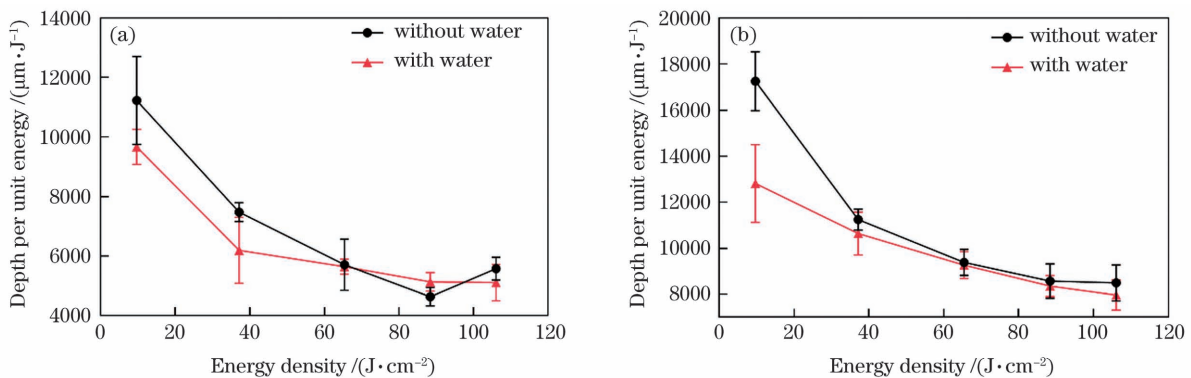 (a)
without water
with water
14000
12000
10000
8000
6000
4000
0
20
40
60
80
100
120
Depth per unit energy /(μm·J⁻¹)
Energy density /(J·cm⁻²)
(b)
without water
with water
20000
18000
16000
14000
12000
10000
8000
0
20
40
60
80
100
120
Depth per unit energy /(μm·J⁻¹)
Energy density /(J·cm⁻²)